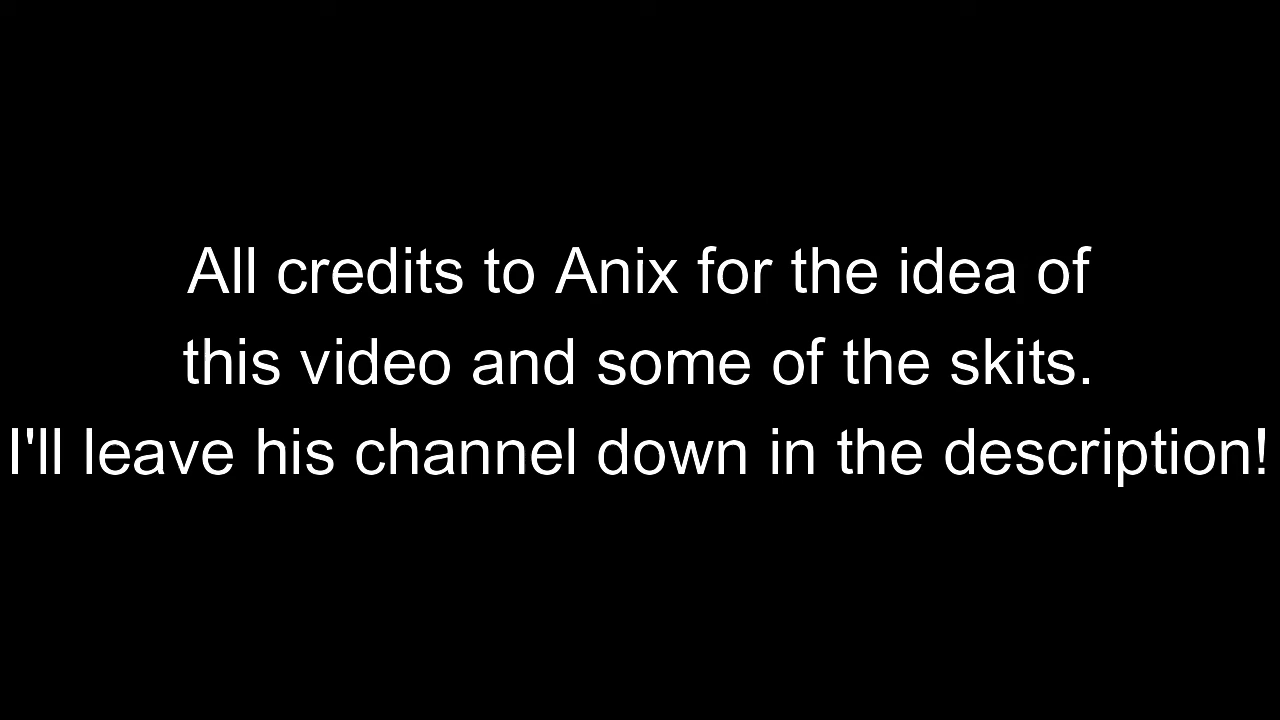 All credits to Anix for the idea of
this video and some of the skits.
I'll leave his channel down in the description!